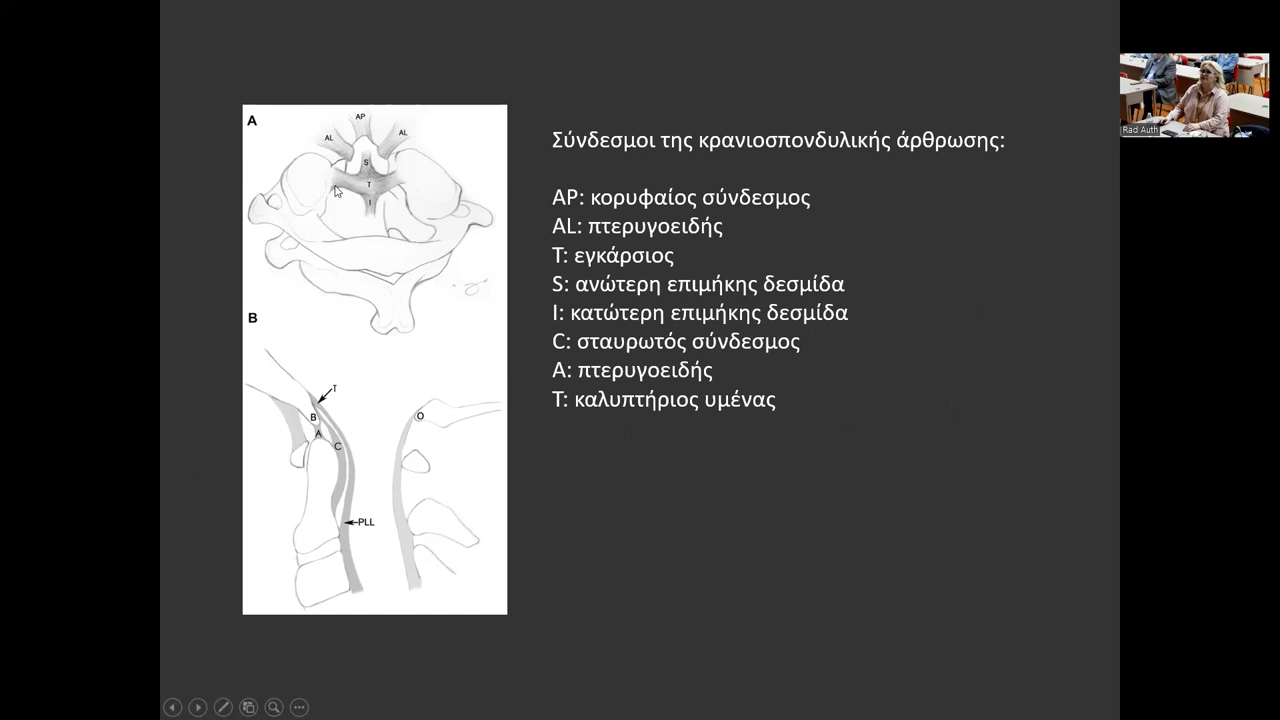 A
AP
AL
AL
S
T
I
B
T
B
A
C
O
PLL
Σύνδεσμοι της κρανιοσπονδυλικής άρθρωσης:
AP: κορυφαίος σύνδεσμος
AL: πτερυγοειδής
T: εγκάρσιος
S: ανώτερη επιμήκης δεσμίδα
I: κατώτερη επιμήκης δεσμίδα
C: σταυρωτός σύνδεσμος
A: πτερυγοειδής
T: καλυπτήριος υμένας
Rad Auth